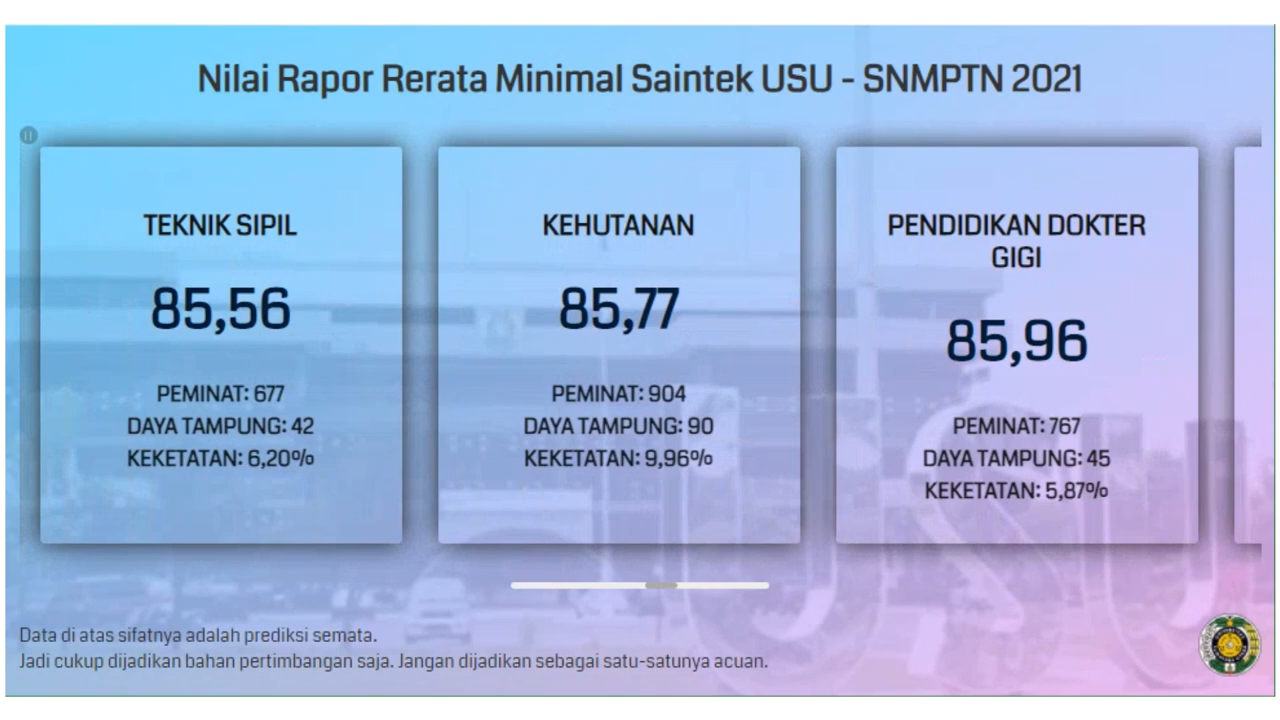 Nilai Rapor Rerata Minimal Saintek USU - SNMPTN 2021
TEKNIK SIPIL
85,56
PEMINAT: 677
DAYA TAMPUNG: 42
KEKETATAN: 6,20%
KEHUTANAN
85,77
PEMINAT: 904
DAYA TAMPUNG: 90
KEKETATAN: 9,96%
PENDIDIKAN DOKTER
GIGI
85,96
PEMINAT: 767
DAYA TAMPUNG: 45
KEKETATAN: 5,87%
USU
Data di atas sifatnya adalah prediksi semata.
Jadi cukup dijadikan bahan pertimbangan saja. Jangan dijadikan sebagai satu-satunya acuan.